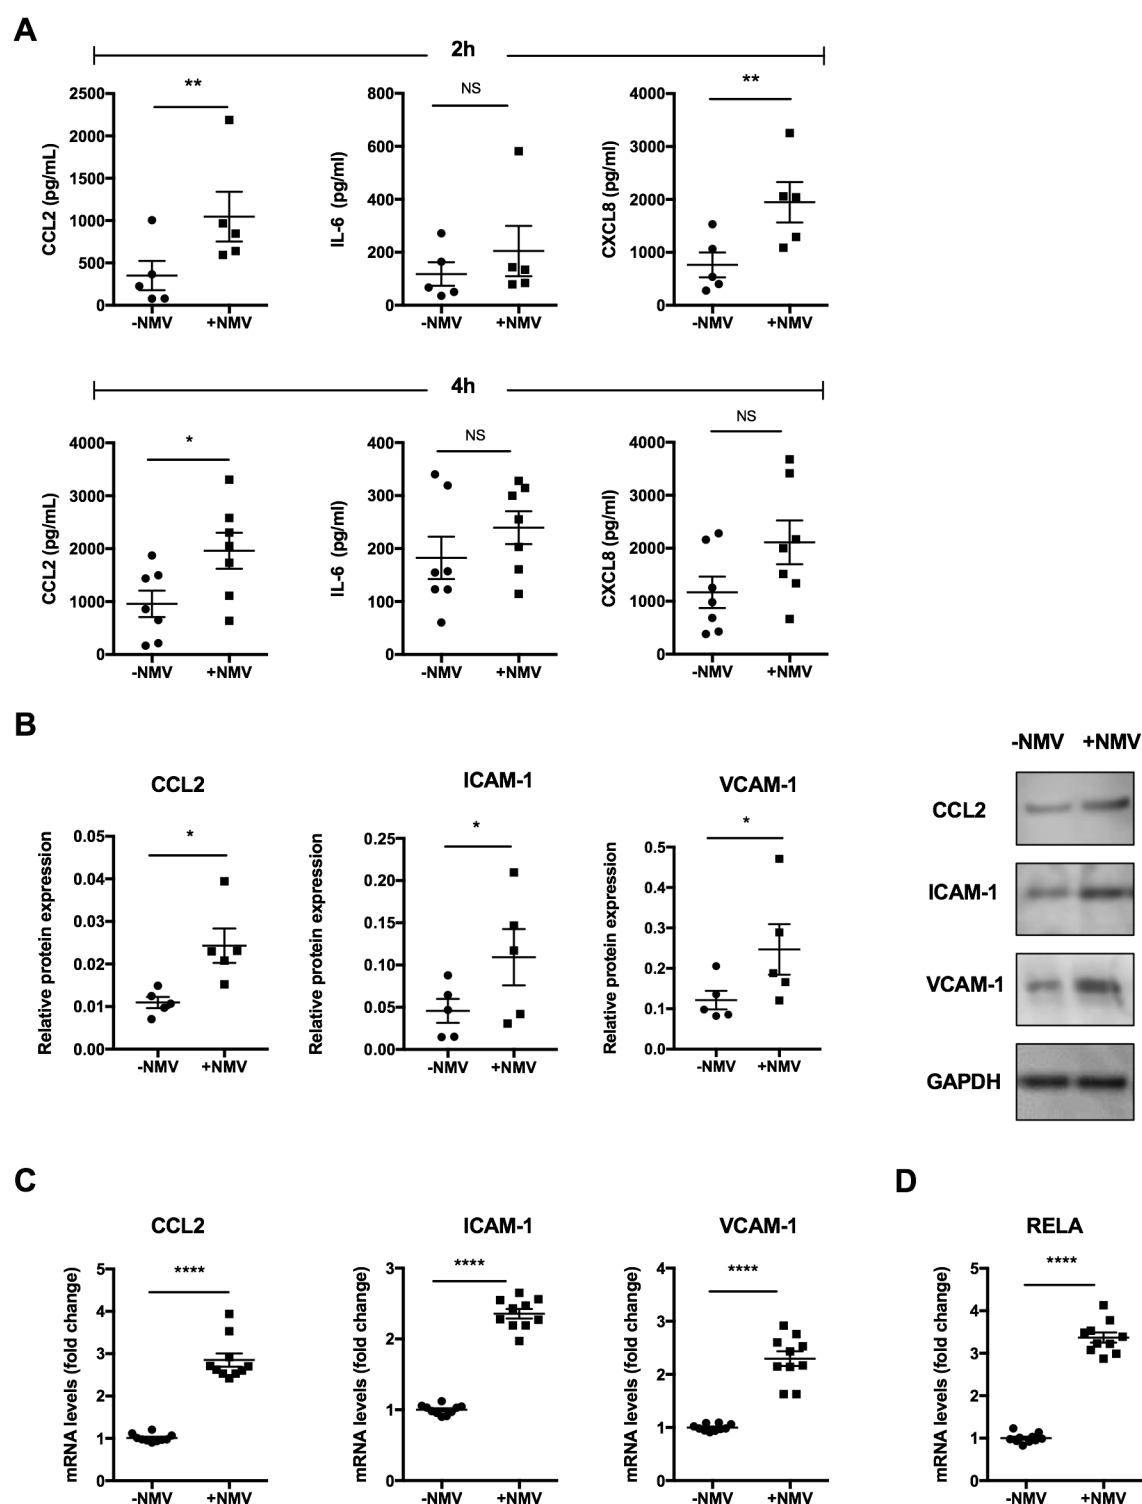 A
2h
** NS **
2500 800 4000
2000 600 3000
1500 400 2000
1000 200 1000
500 0 0
0
CCL2 (pg/mL)
IL-6 (pg/ml)
CXCL8 (pg/ml)
-NMV +NMV -NMV +NMV -NMV +NMV
4h
* NS NS
4000 400 4000
3000 300 3000
2000 200 2000
1000 100 1000
0 0 0
CCL2 (pg/mL)
IL-6 (pg/ml)
CXCL8 (pg/ml)
-NMV +NMV -NMV +NMV -NMV +NMV
B
CCL2 ICAM-1 VCAM-1
* * *
0.05 0.25 0.5
0.04 0.20 0.4
0.03 0.15 0.3
0.02 0.10 0.2
0.01 0.05 0.1
0.00 0.00 0.0
Relative protein expression
Relative protein expression
Relative protein expression
-NMV +NMV -NMV +NMV -NMV +NMV
-NMV +NMV
CCL2
ICAM-1
VCAM-1
GAPDH
C
CCL2 ICAM-1 VCAM-1
**** **** ****
5 3 4
4 2 3
3 1 2
2 0 1
1 0
0
mRNA levels (fold change)
mRNA levels (fold change)
mRNA levels (fold change)
-NMV +NMV -NMV +NMV -NMV +NMV
D
RELA
****
5
4
3
2
1
0
mRNA levels (fold change)
-NMV +NMV